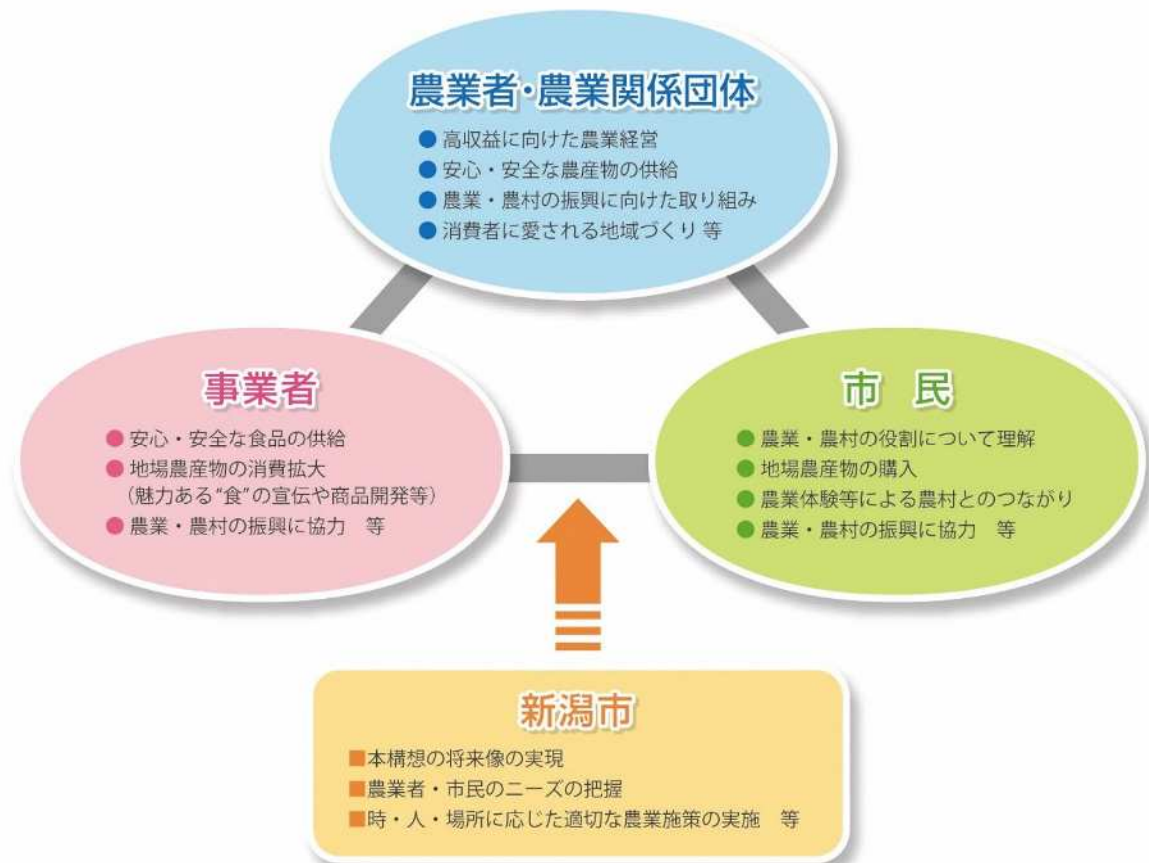 農業者・農業関係団体
● 高収益に向けた農業経営
● 安心・安全な農産物の供給
● 農業・農村の振興に向けた取り組み
● 消費者に愛される地域づくり 等
事業者
● 安心・安全な食品の供給
● 地場農産物の消費拡大
（魅力ある“食”の宣伝や商品開発等）
● 農業・農村の振興に協力　等
市　民
● 農業・農村の役割について理解
● 地場農産物の購入
● 農業体験等による農村とのつながり
● 農業・農村の振興に協力　等
新潟市
■本構想の将来像の実現
■農業者・市民のニーズの把握
■時・人・場所に応じた適切な農業施策の実施　等